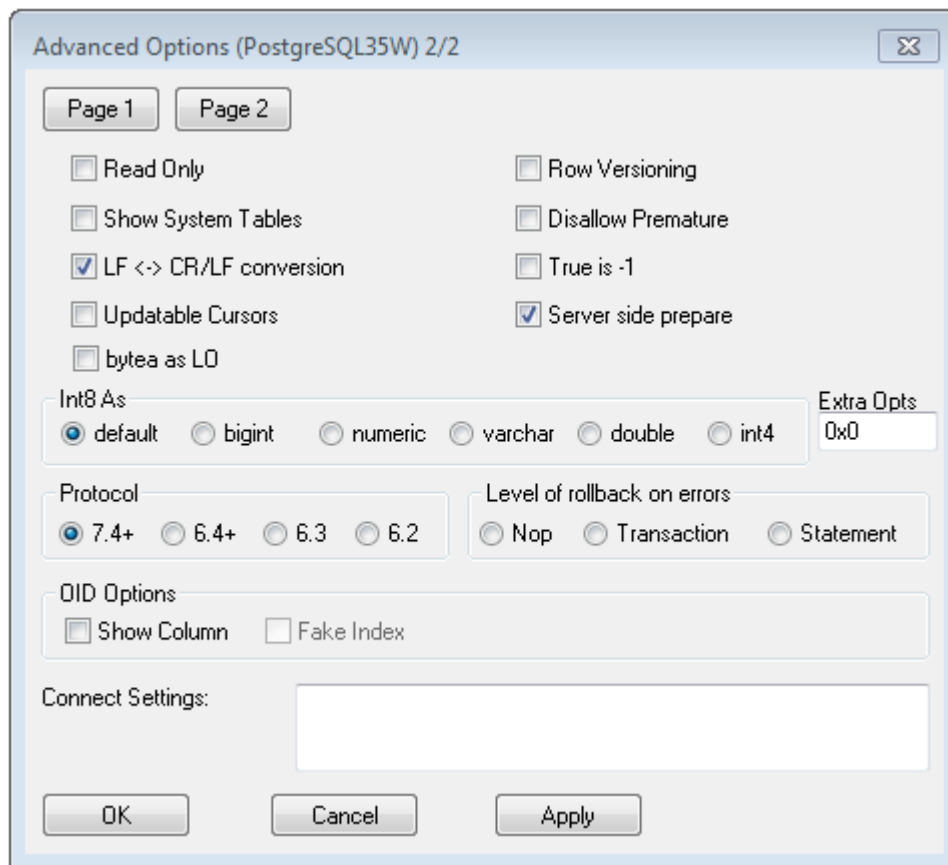 Advanced Options (PostgreSQL35W) 2/2
Page 1 Page 2
Read Only Row Versioning
Show System Tables Disallow Premature
LF <-> CR/LF conversion True is -1
Updatable Cursors Server side prepare
bytea as LO
Int8 As Extra Opts
default bigint numeric varchar double int4 0x0
Protocol Level of rollback on errors
7.4+ 6.4+ 6.3 6.2 Nop Transaction Statement
OID Options
Show Column Fake Index
Connect Settings:
OK Cancel Apply